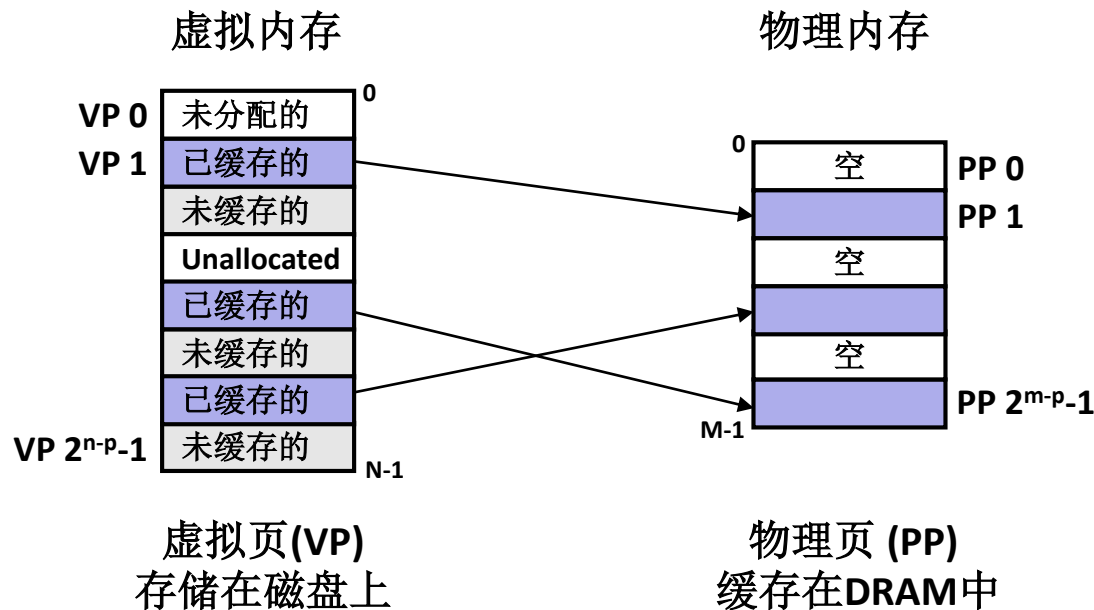 虚拟内存
物理内存
0
VP 0 未分配的
VP 1 已缓存的
未缓存的
Unallocated
已缓存的
未缓存的
已缓存的
VP 2ⁿ⁻ᵖ-1 未缓存的
N-1
0
空 PP 0
PP 1
空
空
PP 2ᵐ⁻ᵖ-1
M-1
虚拟页(VP)
存储在磁盘上
物理页 (PP)
缓存在DRAM中